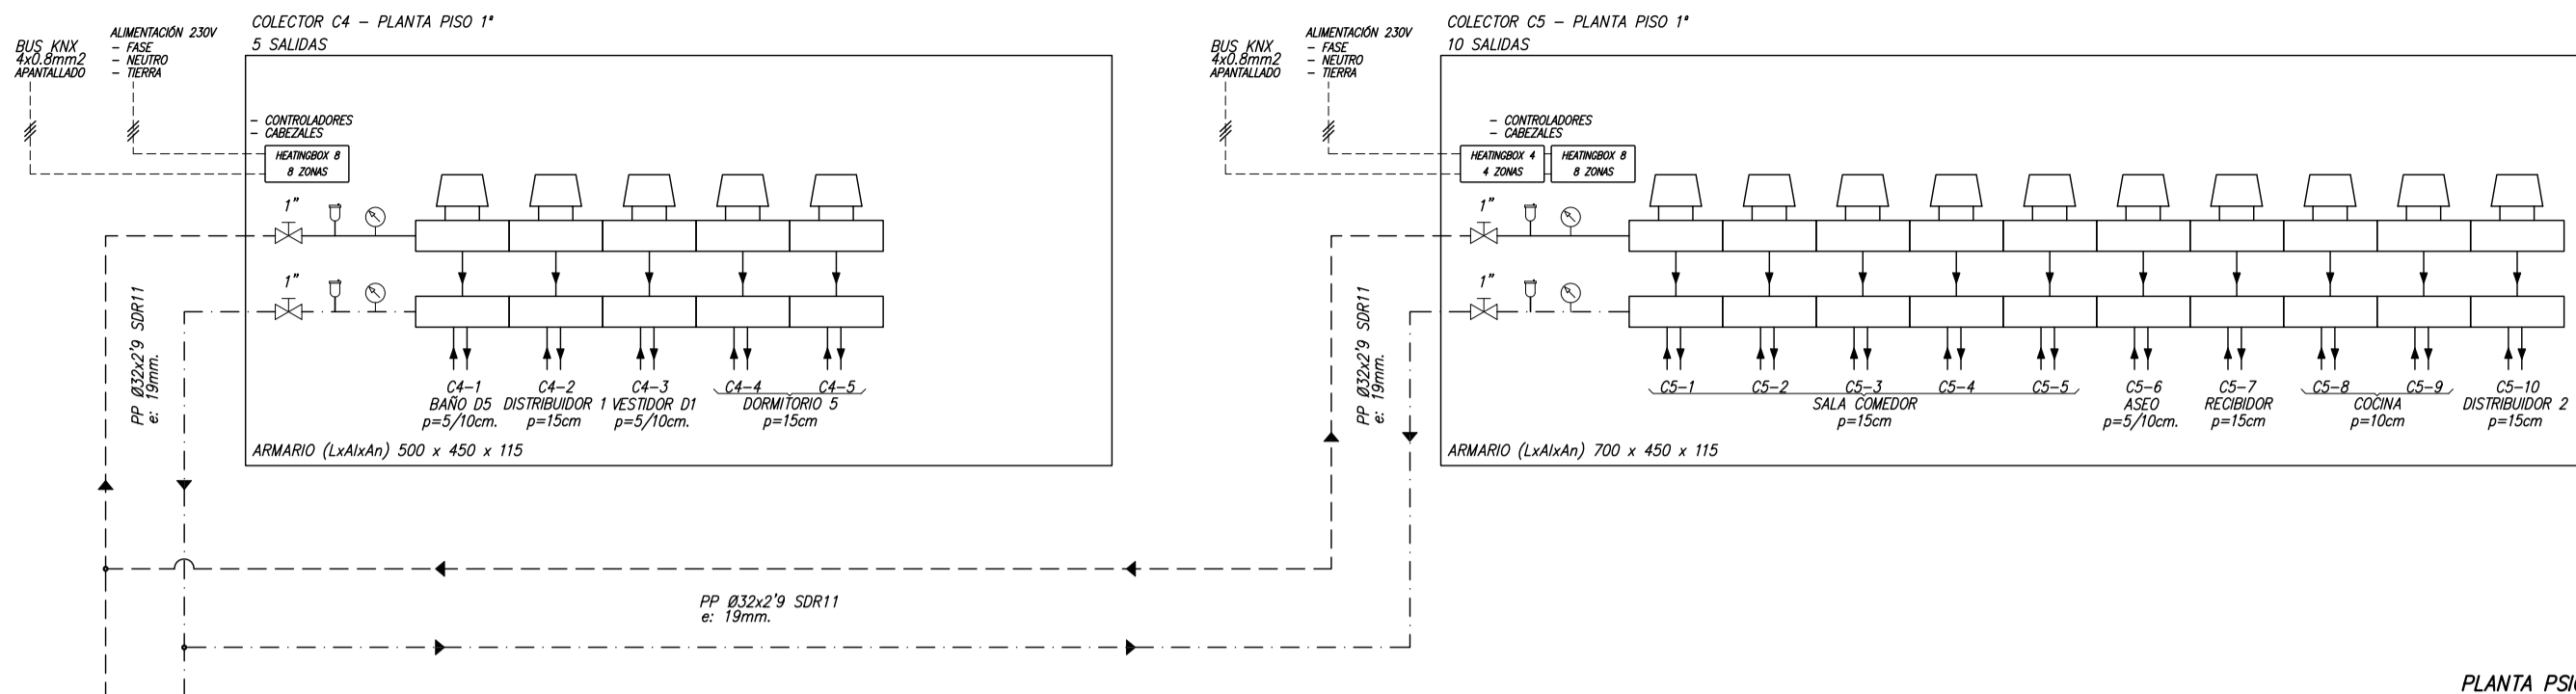 COLECTOR C4 - PLANTA PISO 1ª
5 SALIDAS
BUS KNX
4x0.8mm2
APANTALLADO
ALIMENTACIÓN 230V
- FASE
- NEUTRO
- TIERRA
- CONTROLADORES
- CABEZALES
HEATINGBOX 8
8 ZONAS
1"
1"
PP Ø32x2'9 SDR11
e: 19mm.
C4-1
BAÑO D5
p=5/10cm.
C4-2
DISTRIBUIDOR 1
p=15cm
C4-3
VESTIDOR D1
p=5/10cm.
C4-4
C4-5
DORMITORIO 5
p=15cm
ARMARIO (LxAlxAn) 500 x 450 x 115
COLECTOR C5 - PLANTA PISO 1ª
10 SALIDAS
BUS KNX
4x0.8mm2
APANTALLADO
ALIMENTACIÓN 230V
- FASE
- NEUTRO
- TIERRA
- CONTROLADORES
- CABEZALES
HEATINGBOX 4
4 ZONAS
HEATINGBOX 8
8 ZONAS
1"
1"
PP Ø32x2'9 SDR11
e: 19mm.
C5-1
C5-2
C5-3
C5-4
C5-5
SALA COMEDOR
p=15cm
C5-6
ASEO
p=5/10cm.
C5-7
RECIBIDOR
p=15cm
C5-8
C5-9
COCINA
p=10cm
C5-10
DISTRIBUIDOR 2
p=15cm
ARMARIO (LxAlxAn) 700 x 450 x 115
PP Ø32x2'9 SDR11
e: 19mm.
PLANTA